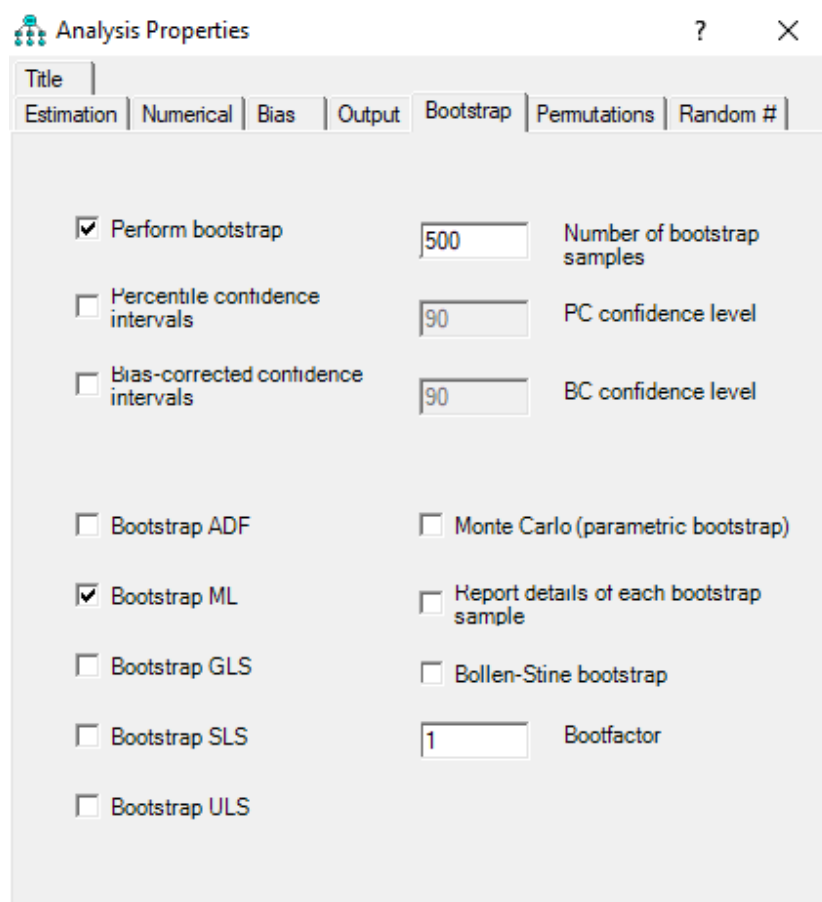 Analysis Properties ?
Title
Estimation Numerical Bias Output Bootstrap Permutations Random #
Perform bootstrap
500
Number of bootstrap
samples
Percentile confidence
intervals
90
PC confidence level
Bias-corrected confidence
intervals
90
BC confidence level
Bootstrap ADF
Monte Carlo (parametric bootstrap)
Bootstrap ML
Report details of each bootstrap
sample
Bootstrap GLS
Bollen-Stine bootstrap
Bootstrap SLS
1
Bootfactor
Bootstrap ULS